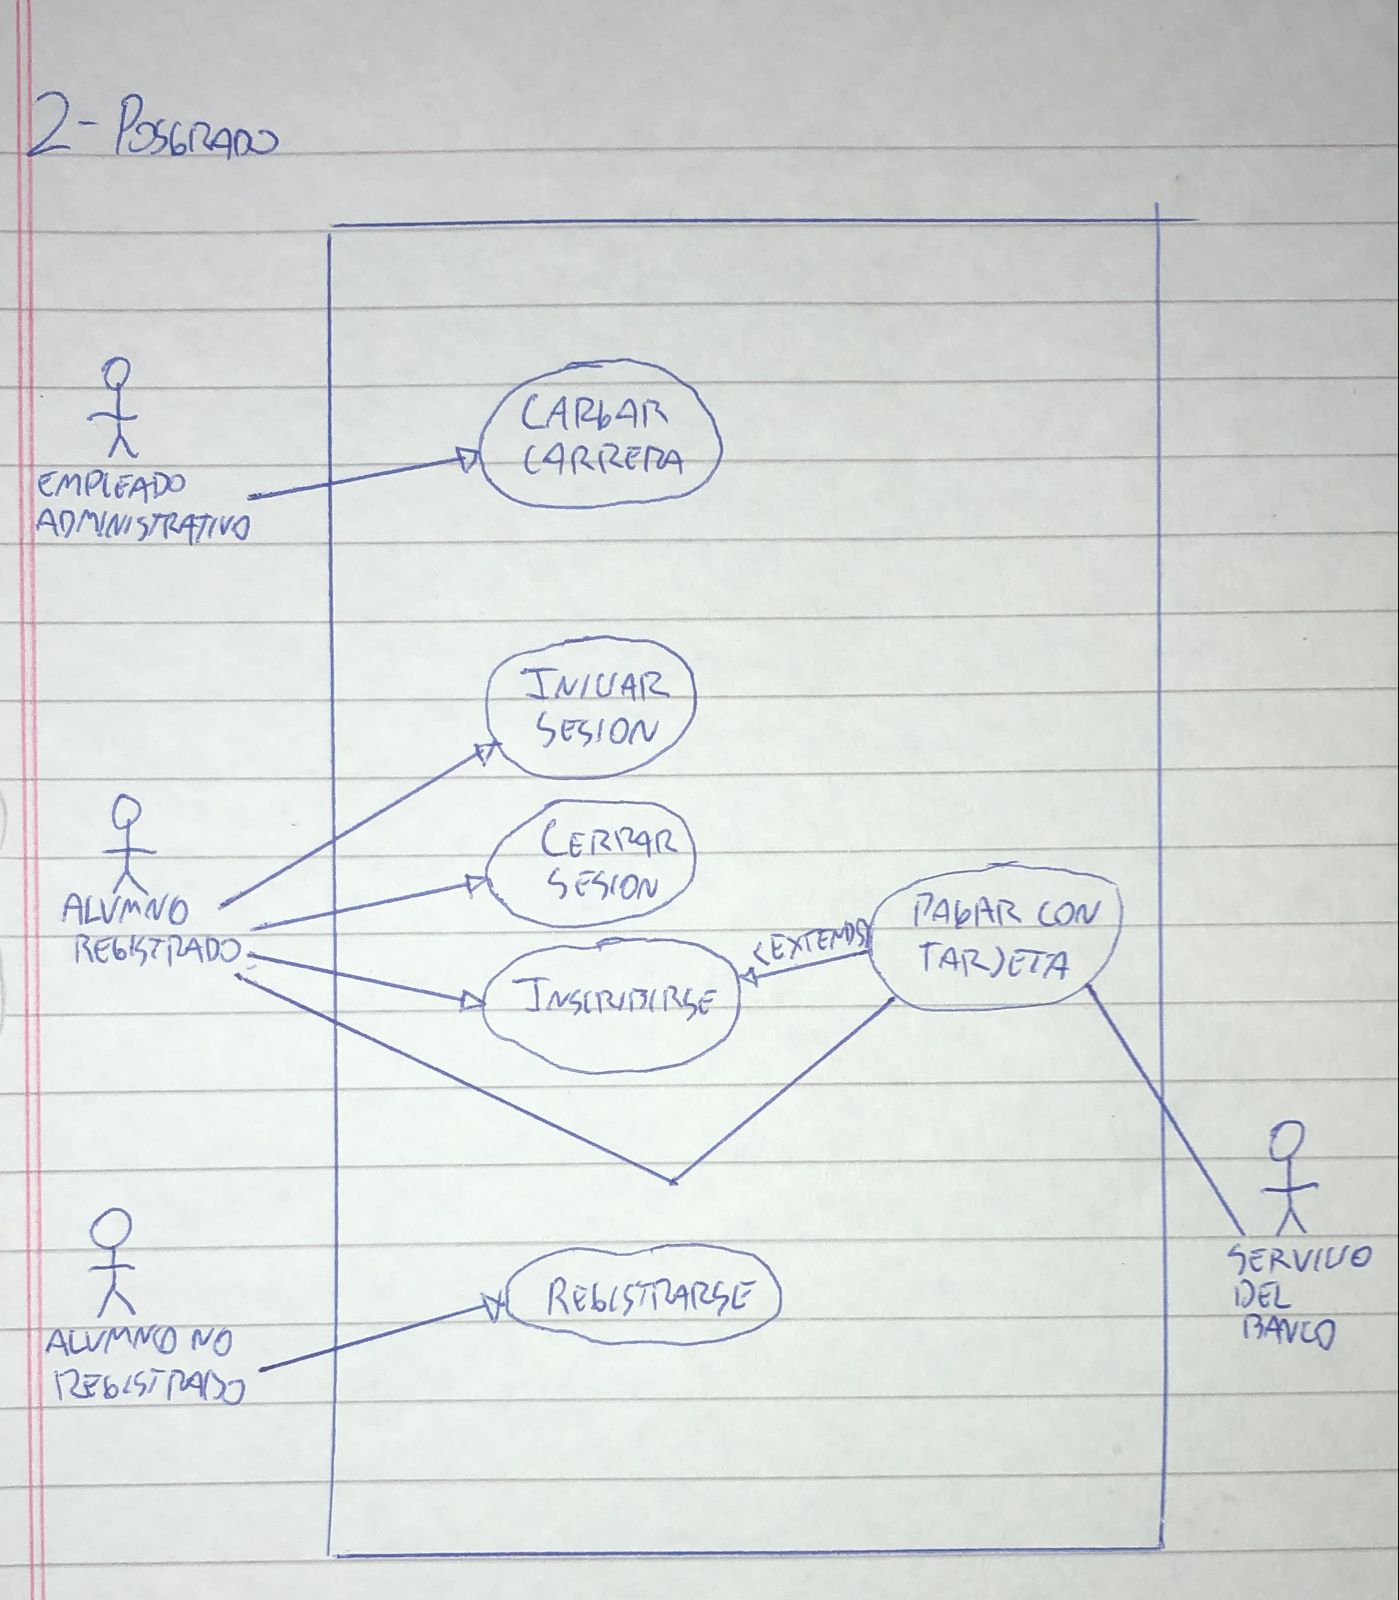 2- POSGRADO
CARGAR
CARRERA
EMPLEADO
ADMINISTRATIVO
INICIAR
SESION
CERRAR
SESION
ALUMNO
REGISTRADO
PAGAR CON
TARJETA
<EXTENDS>
INSCRIBIRSE
REGISTRARSE
SERVICIO
DEL
BANCO
ALUMNO NO
REGISTRADO